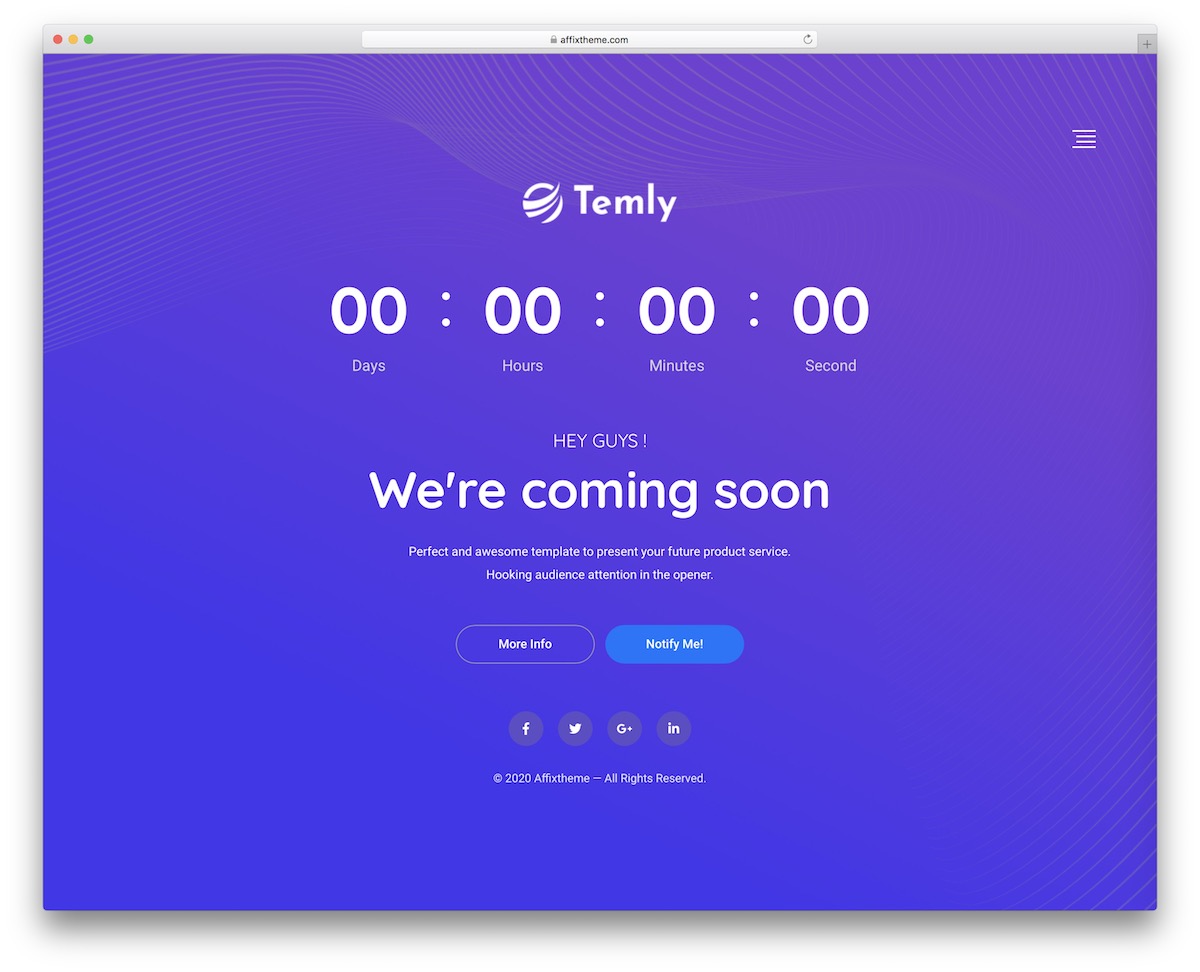 affixtheme.com
Temly
00 : 00 : 00 : 00
Days Hours Minutes Second
HEY GUYS !
We're coming soon
Perfect and awesome template to present your future product service.
Hooking audience attention in the opener.
More Info Notify Me!
f G+ in
© 2020 Affixtheme — All Rights Reserved.